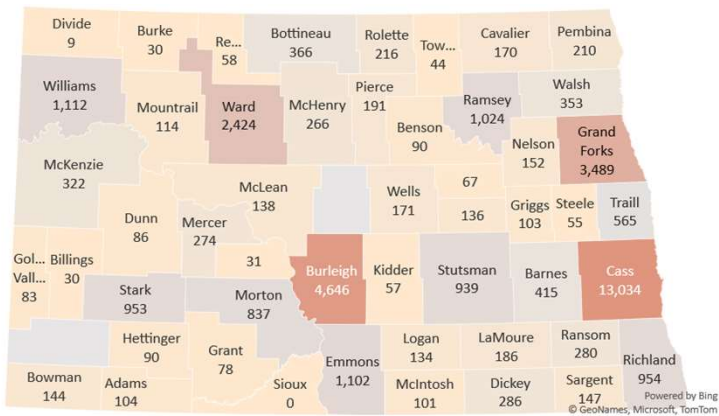 Divide
9
Burke
30
Re...
58
Bottineau
366
Rolette
216
Tow...
44
Cavalier
170
Pembina
210
Williams
1,112
Mountrail
114
Ward
2,424
McHenry
266
Pierce
191
Benson
90
Ramsey
1,024
Walsh
353
Nelson
152
Grand
Forks
3,489
McKenzie
322
Dunn
86
McLean
138
Mercer
274
Wells
171
67
136
Griggs
103
Steele
55
Traill
565
Gol...
Vall...
83
Billings
30
31
Stark
953
Morton
837
Burleigh
4,646
Kidder
57
Stutsman
939
Barnes
415
Cass
13,034
Hettinger
90
Grant
78
Emmons
1,102
Logan
134
LaMoure
186
Ransom
280
Richland
954
Bowman
144
Adams
104
Sioux
0
McIntosh
101
Dickey
286
Sargent
147
Powered by Bing
© GeoNames, Microsoft, TomTom